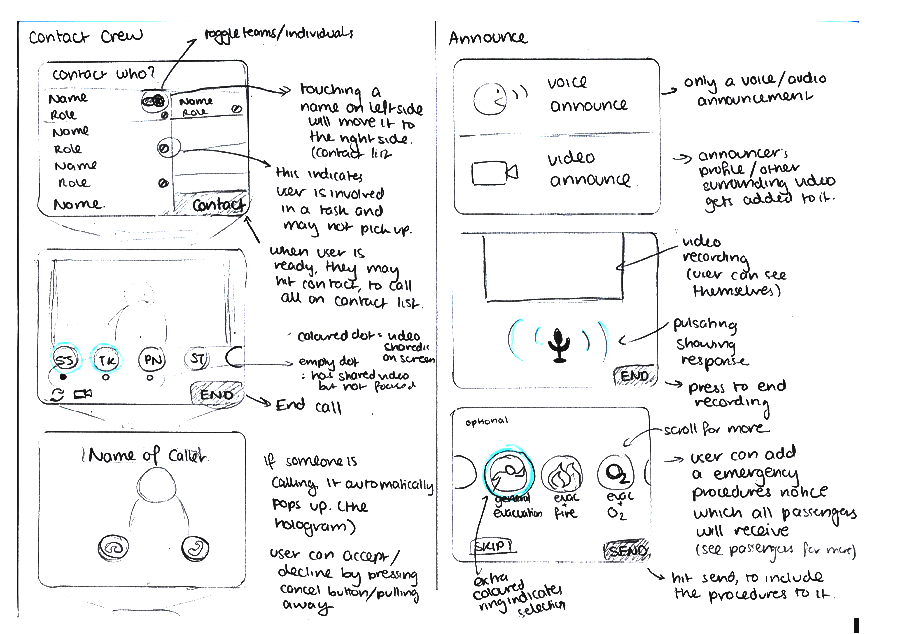 Contact Crew
toggle teams/individuals
Contact who?
Name
Role
Name
Role
Name
Role
Name
Name
Role
Contact
touching a
name on left side
will move it to
the right side.
(contact list
this indicates
user is involved
in a task and
may not pick up.
when user is
ready, they may
hit contact, to call
all on contact list.
SS
TK
PN
ST
END
coloured dot = video
shared
on screen
empty dot
: has shared video
but not focused
End call
Name of Caller.
if someone is
calling it automatically
pops up. (the
hologram)
user can accept/
decline by pressing
cancel button/pulling
away
Announce
voice
announce
video
announce
only a voice/audio
announcement
announcer's
profile/other
surrounding video
gets added to it.
END
video
recording
(user can see
themselves)
pulsating
showing
response
press to end
recording
optional
general
evacuation
evac
+
fire
O2
evac
+
O2
SKIP
SEND
scroll for more
user can add
a emergency
procedures notice
which all passengers
will receive
(see passengers for more)
extra
coloured
ring indicates
selection
hit send, to include
the procedures to it.